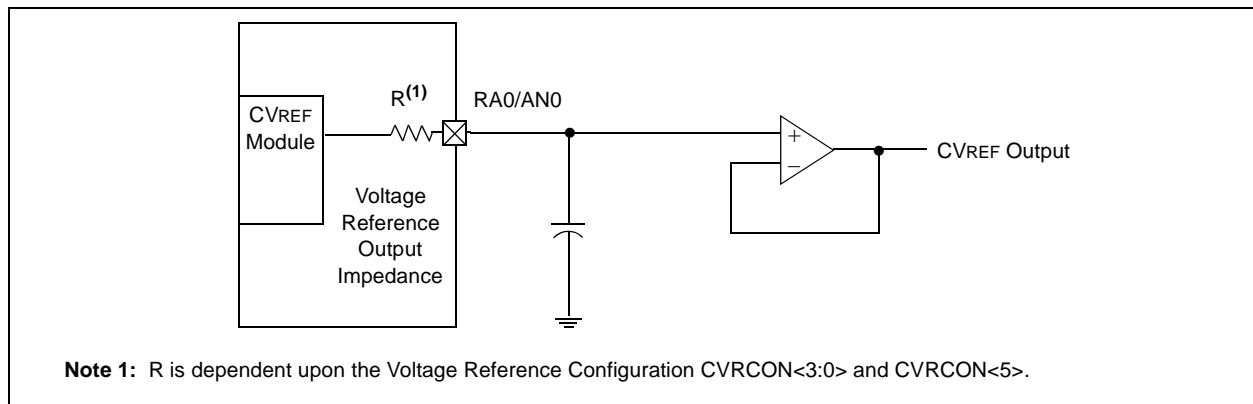 R(1)
RA0/AN0
CVREF
Module
+
–
CVREF Output
Voltage
Reference
Output
Impedance
Note 1: R is dependent upon the Voltage Reference Configuration CVRCON<3:0> and CVRCON<5>.